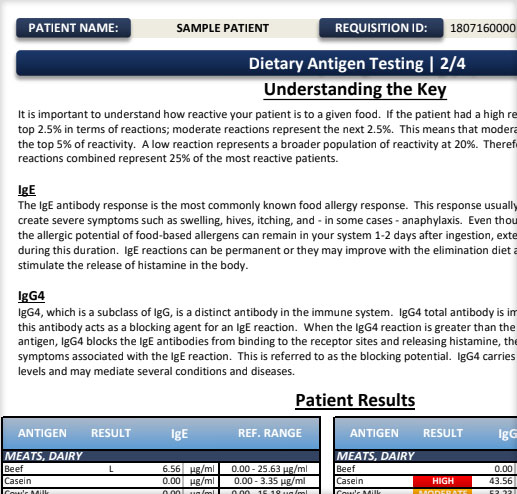 PATIENT NAME: SAMPLE PATIENT REQUISITION ID: 1807160000
Dietary Antigen Testing | 2/4
Understanding the Key
It is important to understand how reactive your patient is to a given food. If the patient had a high re
top 2.5% in terms of reactions; moderate reactions represent the next 2.5%. This means that modera
the top 5% of reactivity. A low reaction represents a broader population of reactivity at 20%. Theref
reactions combined represent 25% of the most reactive patients.
IgE
The IgE antibody response is the most commonly known food allergy response. This response usually
create severe symptoms such as swelling, hives, itching, and - in some cases - anaphylaxis. Even thou
the allergic potential of food-based allergens can remain in your system 1-2 days after ingestion, exte
during this duration. IgE reactions can be permanent or they may improve with the elimination diet a
stimulate the release of histamine in the body.
IgG4
IgG4, which is a subclass of IgG, is a distinct antibody in the immune system. IgG4 total antibody is im
this antibody acts as a blocking agent for an IgE reaction. When the IgG4 reaction is greater than the
antigen, IgG4 blocks the IgE antibodies from binding to the receptor sites and releasing histamine, the
symptoms associated with the IgE reaction. This is referred to as the blocking potential. IgG4 carries
levels and may mediate several conditions and diseases.
Patient Results
ANTIGEN RESULT IgE REF. RANGE ANTIGEN RESULT IgG
MEATS, DAIRY MEATS, DAIRY
Beef L 6.56 µg/ml 0.00 - 25.63 µg/ml Beef 0.00
Casein 0.00 µg/ml 0.00 - 3.35 µg/ml Casein HIGH 43.56
Cow's Milk 0.00 µg/ml 0.00 - 15.18 µg/ml Cow's Milk MODERATE 53.23